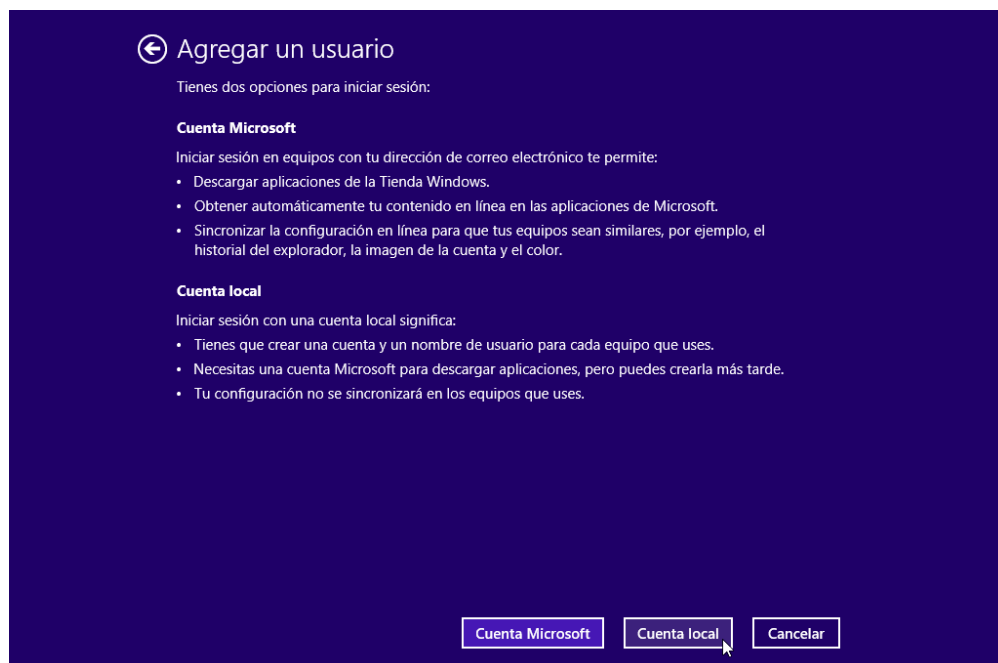 Agregar un usuario
Tienes dos opciones para iniciar sesión:
Cuenta Microsoft
Iniciar sesión en equipos con tu dirección de correo electrónico te permite:
• Descargar aplicaciones de la Tienda Windows.
• Obtener automáticamente tu contenido en línea en las aplicaciones de Microsoft.
• Sincronizar la configuración en línea para que tus equipos sean similares, por ejemplo, el
historial del explorador, la imagen de la cuenta y el color.
Cuenta local
Iniciar sesión con una cuenta local significa:
• Tienes que crear una cuenta y un nombre de usuario para cada equipo que uses.
• Necesitas una cuenta Microsoft para descargar aplicaciones, pero puedes crearla más tarde.
• Tu configuración no se sincronizará en los equipos que uses.
Cuenta Microsoft Cuenta local Cancelar